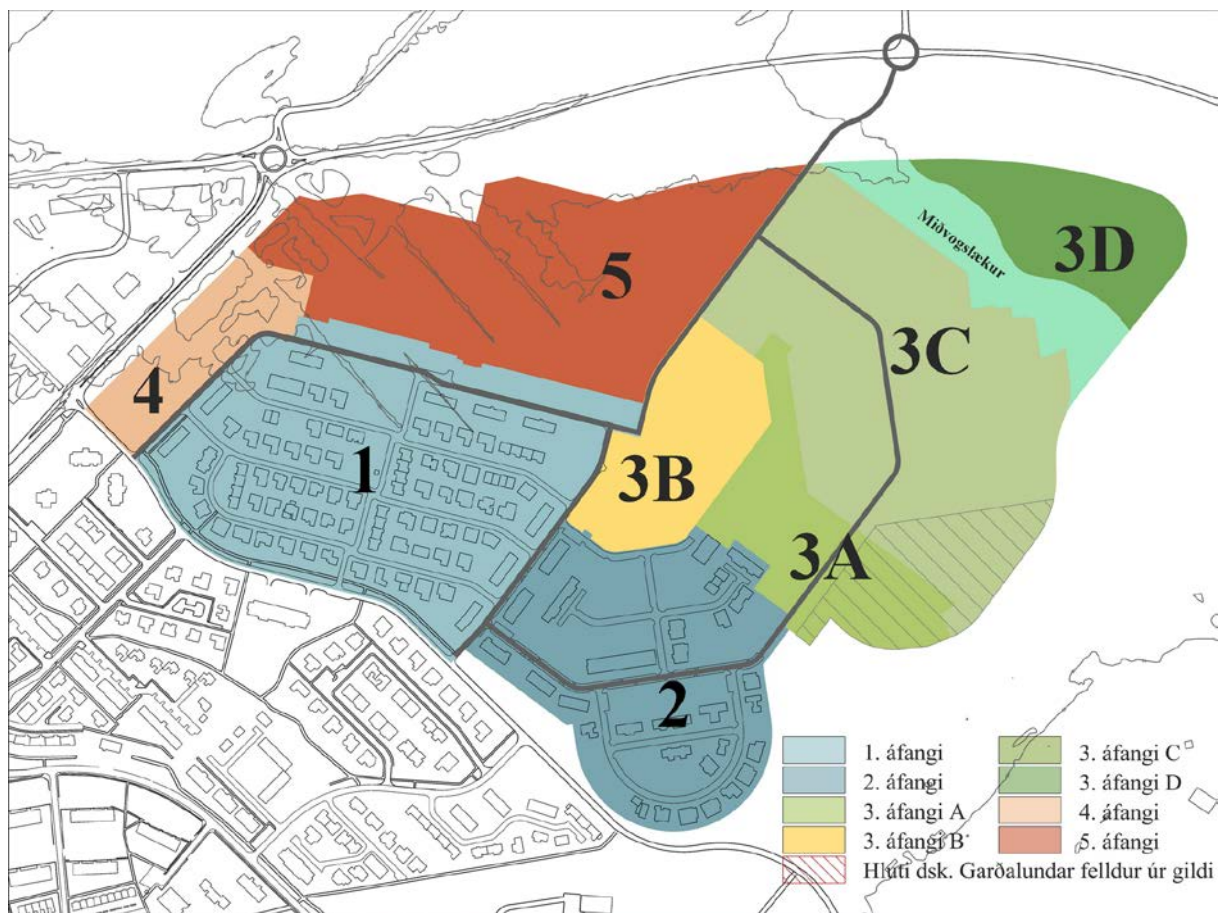 3D
Miðvogslækur
5
3C
4
1
3B
3A
2
1. áfangi
2. áfangi
3. áfangi A
3. áfangi B
3. áfangi C
3. áfangi D
4. áfangi
5. áfangi
Hluti dsk. Garðalundar felldur úr gildi